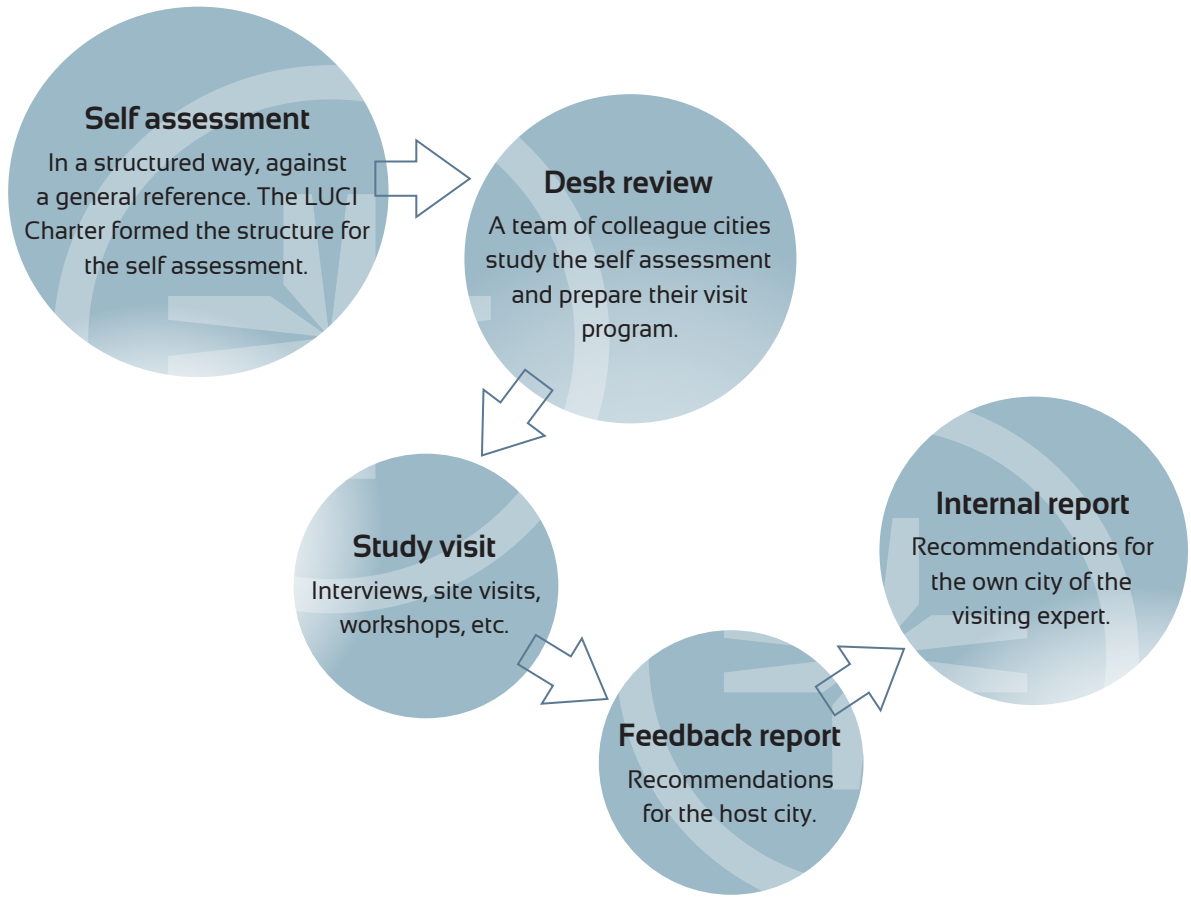 Self assessment
In a structured way, against
a general reference. The LUCI
Charter formed the structure for
the self assessment.
Desk review
A team of colleague cities
study the self assessment
and prepare their visit
program.
Study visit
Interviews, site visits,
workshops, etc.
Feedback report
Recommendations
for the host city.
Internal report
Recommendations for
the own city of the
visiting expert.